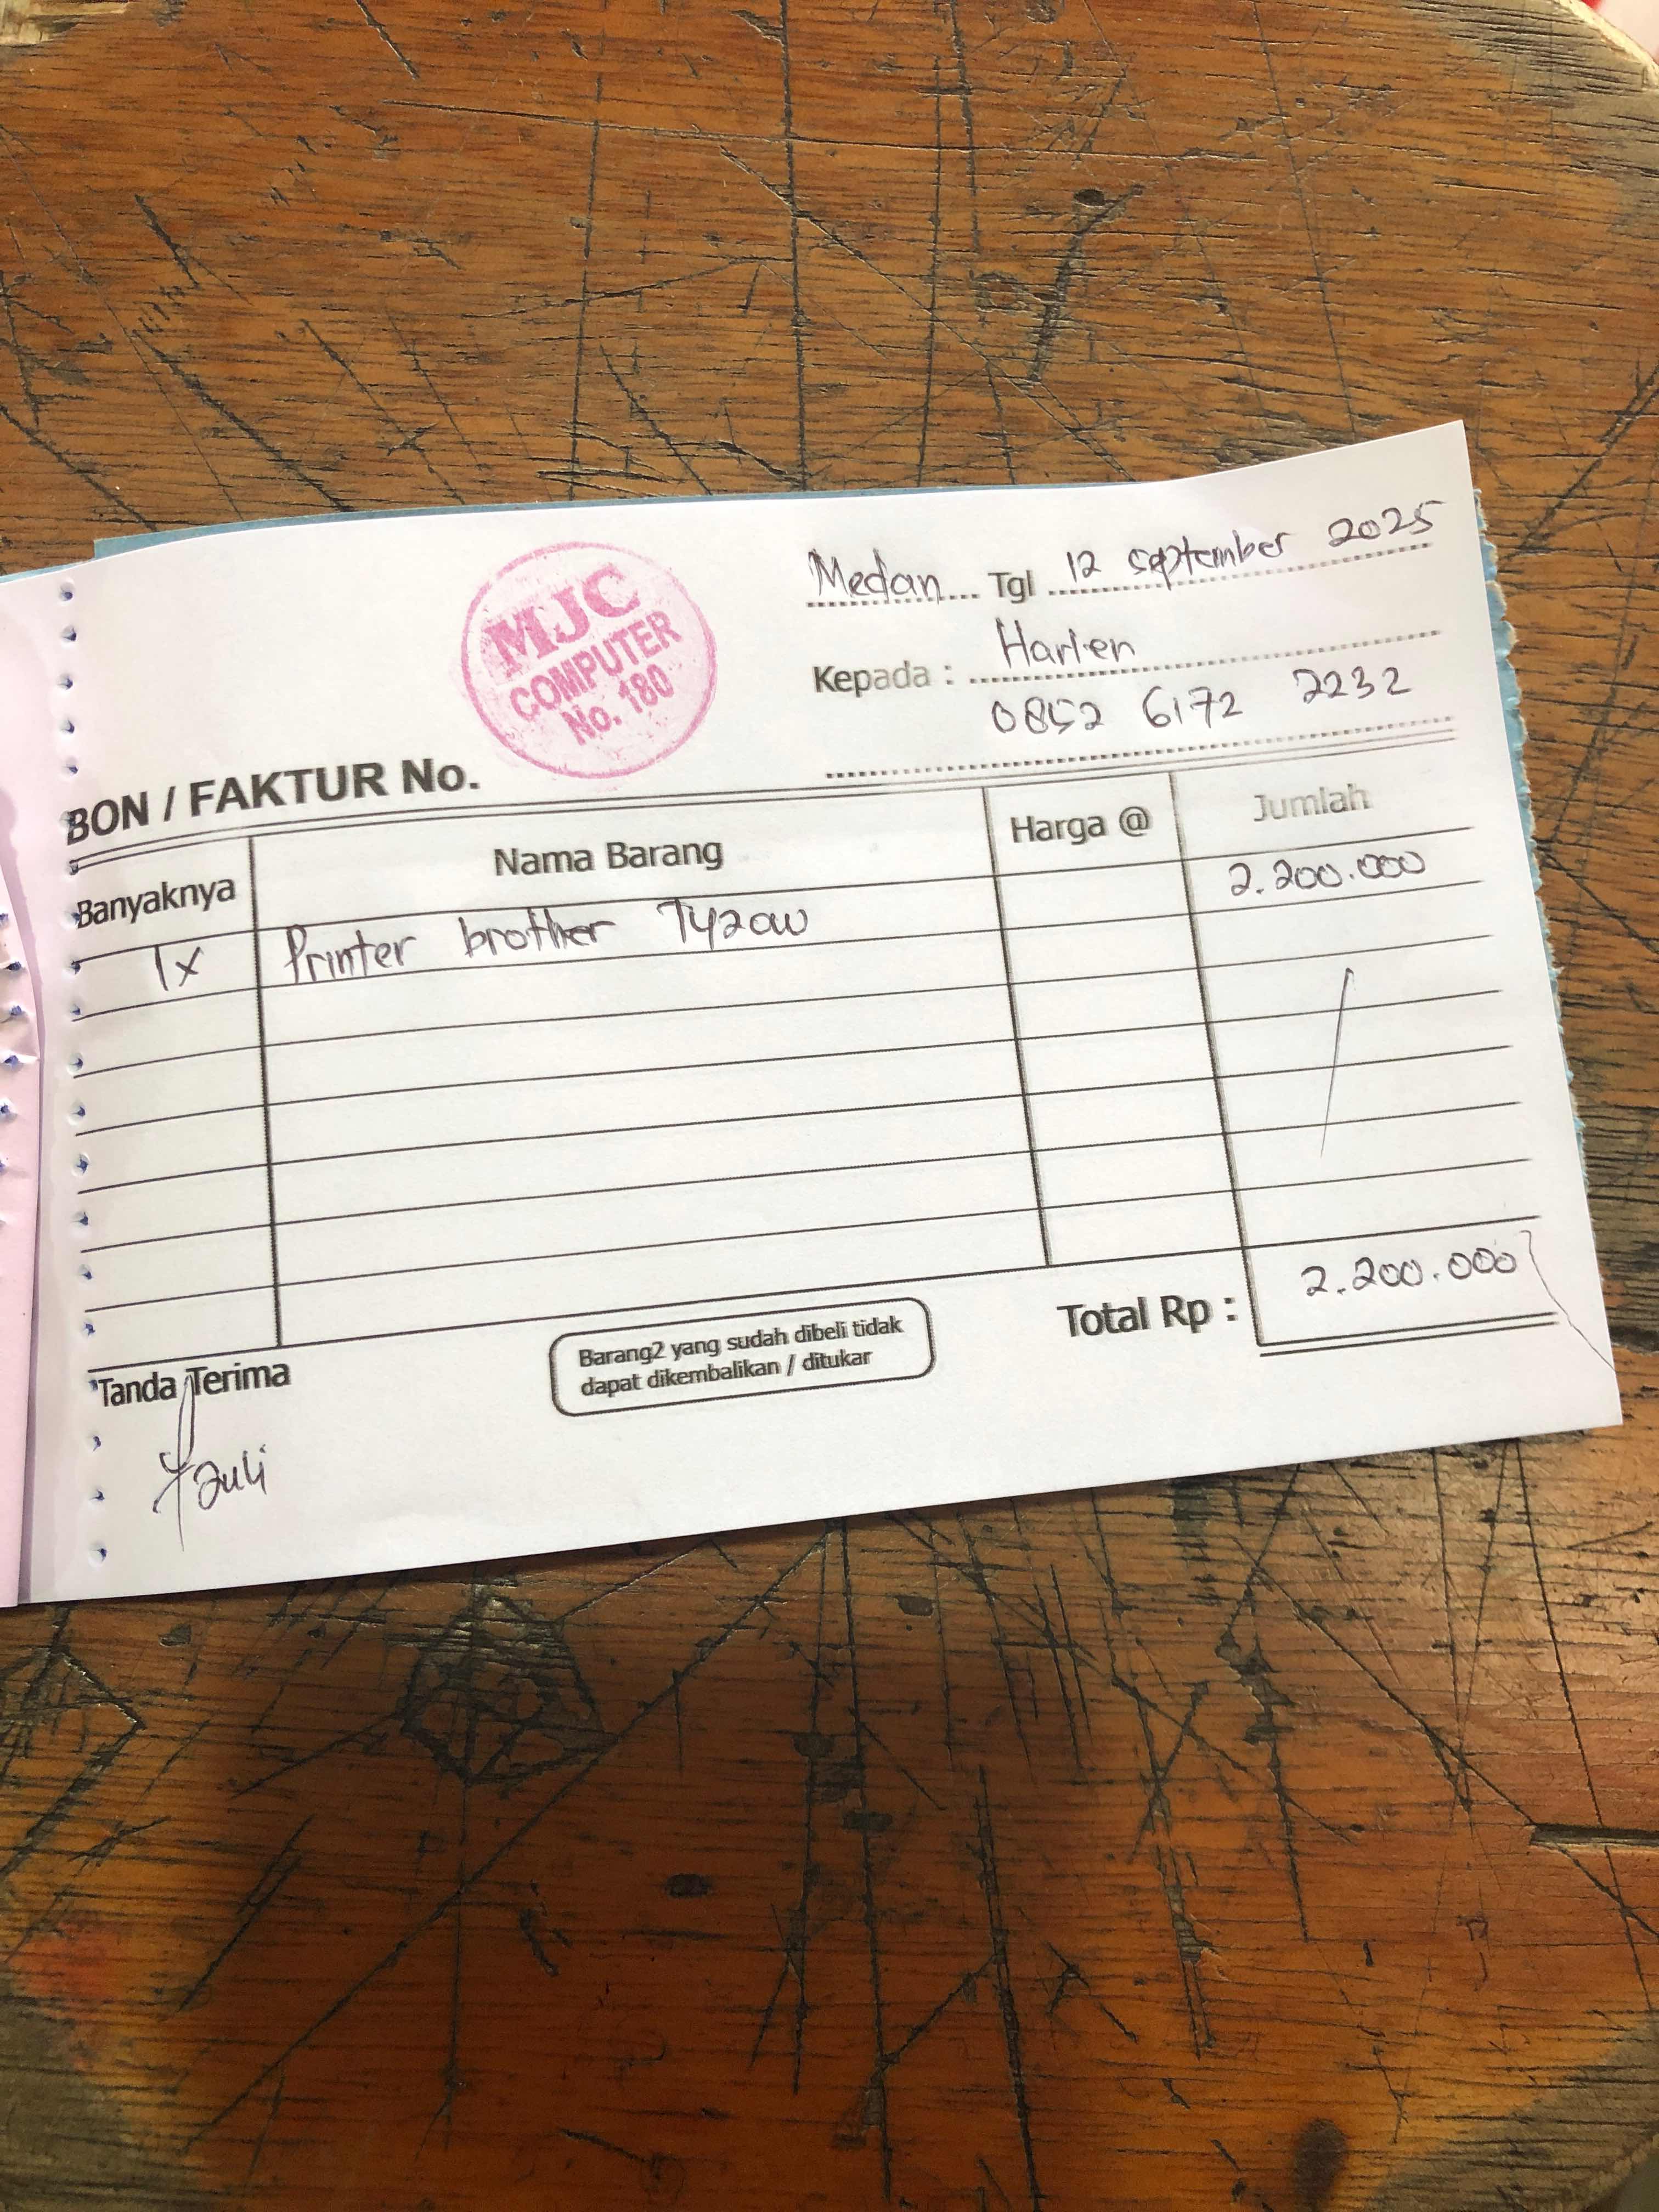 MJC
COMPUTER
No. 180
Medan Tgl 12 september 2025
Kepada : Harlen
0852 6172 2232
BON / FAKTUR No.
Banyaknya Nama Barang Harga @ Jumlah
1x Printer brother T420W 2.200.000
Total Rp : 2.200.000
Tanda Terima
Barang2 yang sudah dibeli tidak
dapat dikembalikan / ditukar
Juli